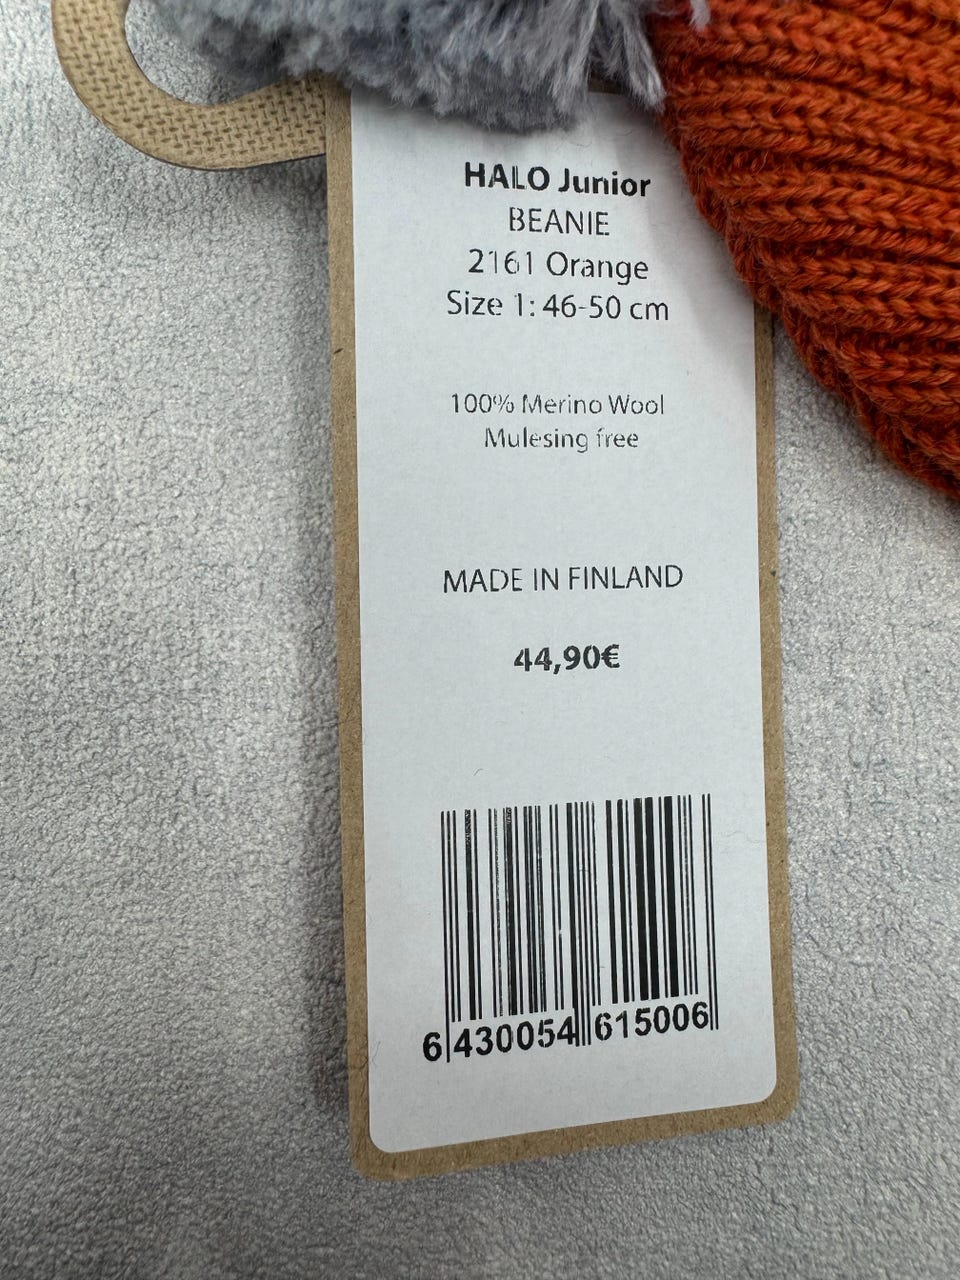 HALO Junior
BEANIE
2161 Orange
Size 1: 46-50 cm
100% Merino Wool
Mulesing free
MADE IN FINLAND
44,90€
6 430054 615006